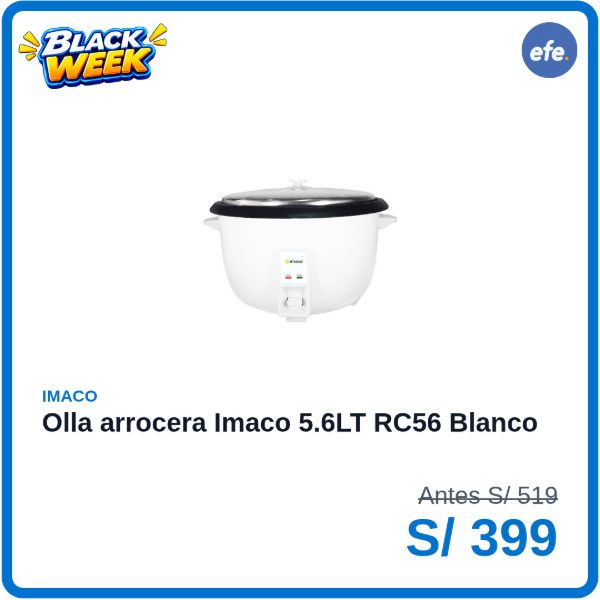 BLACK
WEEK
efe.
IMACO
Olla arrocera Imaco 5.6LT RC56 Blanco
Antes S/ 519
S/ 399